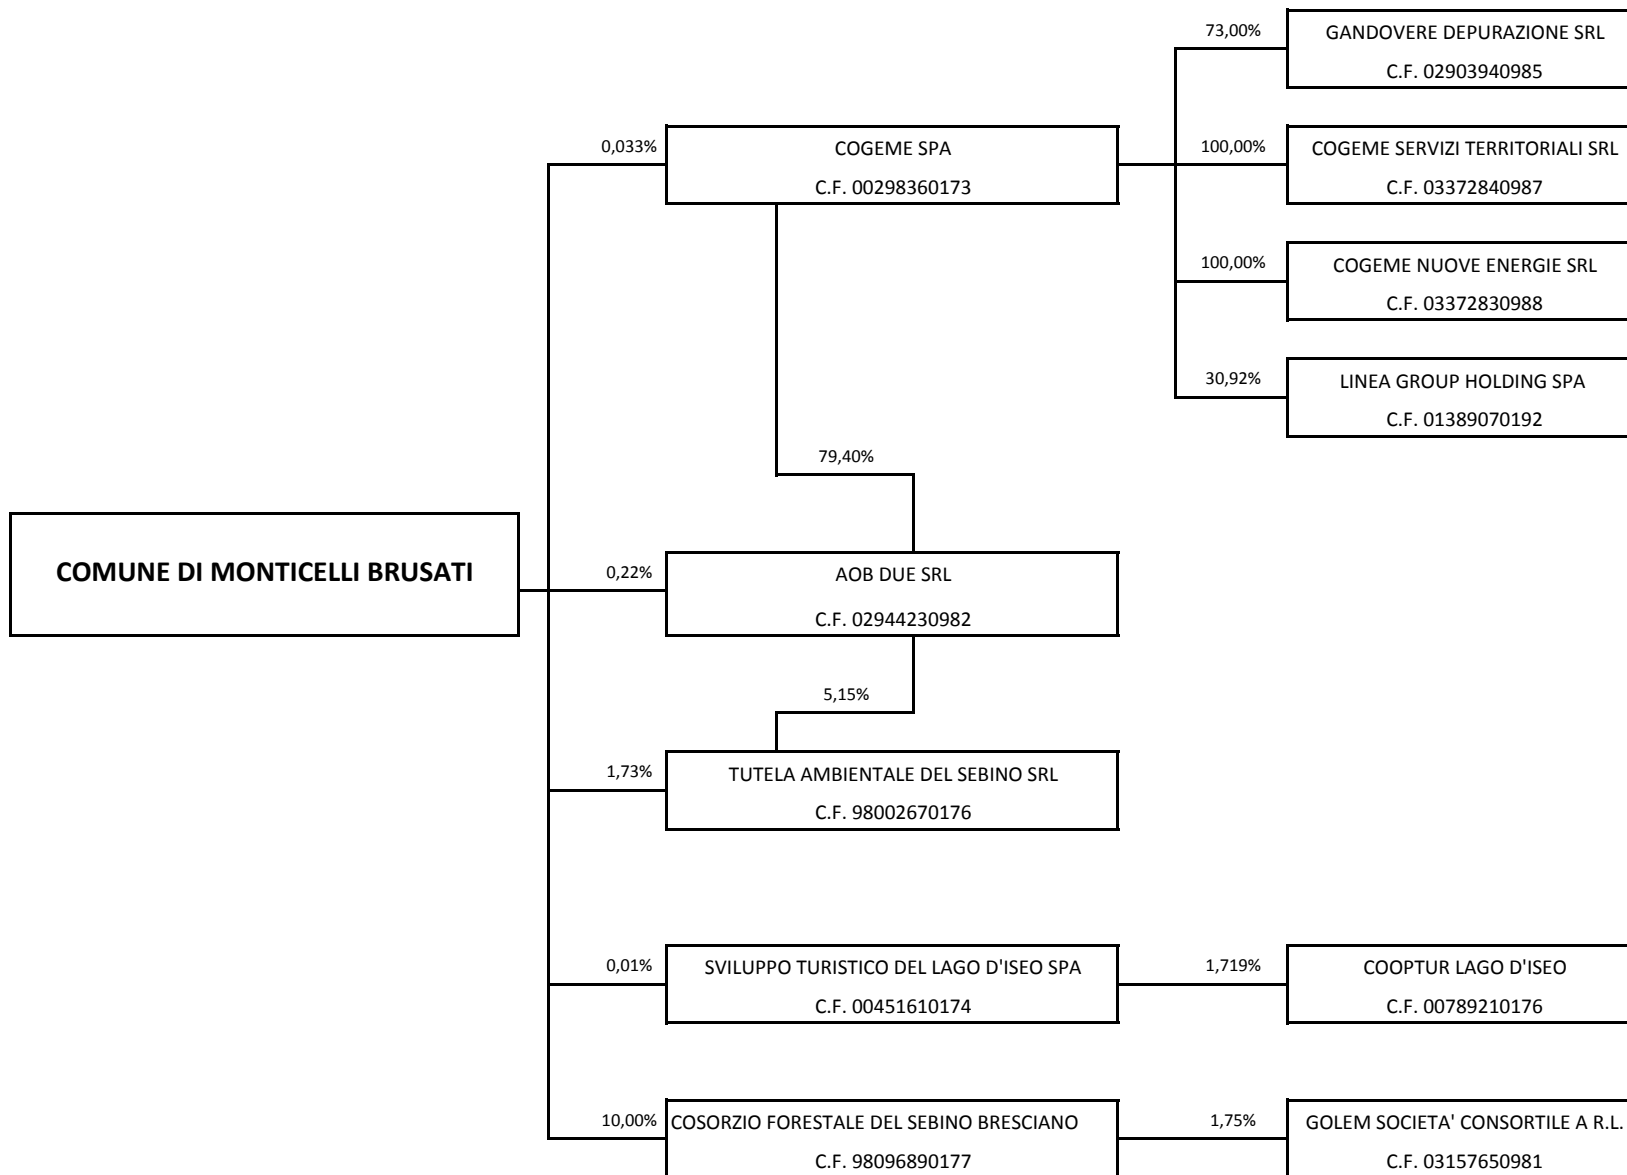 73,00%
GANDOVERE DEPURAZIONE SRL
C.F. 02903940985
0,033%
COGEME SPA
C.F. 00298360173
100,00%
COGEME SERVIZI TERRITORIALI SRL
C.F. 03372840987
100,00%
COGEME NUOVE ENERGIE SRL
C.F. 03372830988
30,92%
LINEA GROUP HOLDING SPA
C.F. 01389070192
79,40%
COMUNE DI MONTICELLI BRUSATI
0,22%
AOB DUE SRL
C.F. 02944230982
5,15%
1,73%
TUTELA AMBIENTALE DEL SEBINO SRL
C.F. 98002670176
0,01%
SVILUPPO TURISTICO DEL LAGO D'ISEO SPA
C.F. 00451610174
1,719%
COOPTUR LAGO D'ISEO
C.F. 00789210176
10,00%
COSORZIO FORESTALE DEL SEBINO BRESCIANO
C.F. 98096890177
1,75%
GOLEM SOCIETA' CONSORTILE A R.L.
C.F. 03157650981